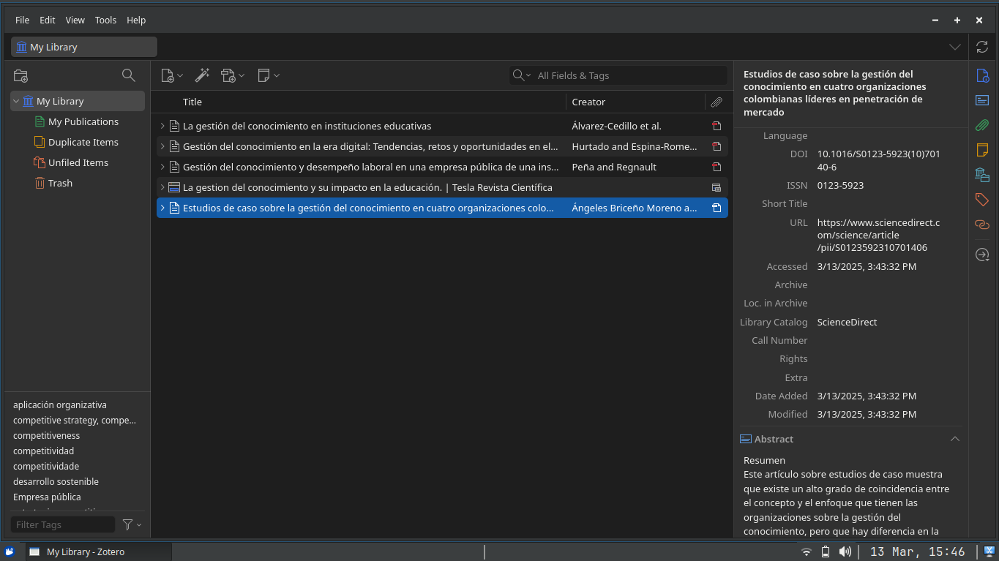 File Edit View Tools Help
My Library
All Fields & Tags
My Library
My Publications
Duplicate Items
Unfiled Items
Trash
aplicación organizativa
competitive strategy, compe...
competitiveness
competitividad
competitividade
desarrollo sostenible
Empresa pública
Filter Tags
Title Creator
La gestión del conocimiento en instituciones educativas Álvarez-Cedillo et al.
Gestión del conocimiento en la era digital: Tendencias, retos y oportunidades en el... Hurtado and Espina-Rome...
Gestión del conocimiento y desempeño laboral en una empresa pública de una ins... Peña and Regnault
La gestion del conocimiento y su impacto en la educación. | Tesla Revista Científica
Estudios de caso sobre la gestión del conocimiento en cuatro organizaciones colo... Ángeles Briceño Moreno a...
Estudios de caso sobre la gestión del
conocimiento en cuatro organizaciones
colombianas líderes en penetración de
mercado
Language
DOI 10.1016/S0123-5923(10)701
40-6
ISSN 0123-5923
Short Title
URL https://www.sciencedirect.c
om/science/article
/pii/S0123592310701406
Accessed 3/13/2025, 3:43:32 PM
Archive
Loc. in Archive
Library Catalog ScienceDirect
Call Number
Rights
Extra
Date Added 3/13/2025, 3:43:32 PM
Modified 3/13/2025, 3:43:32 PM
Abstract
Resumen
Este artículo sobre estudios de caso muestra
que existe un alto grado de coincidencia entre
el concepto y el enfoque que tienen las
organizaciones sobre la gestión del
conocimiento, pero que hay diferencia en la
My Library - Zotero
13 Mar, 15:46